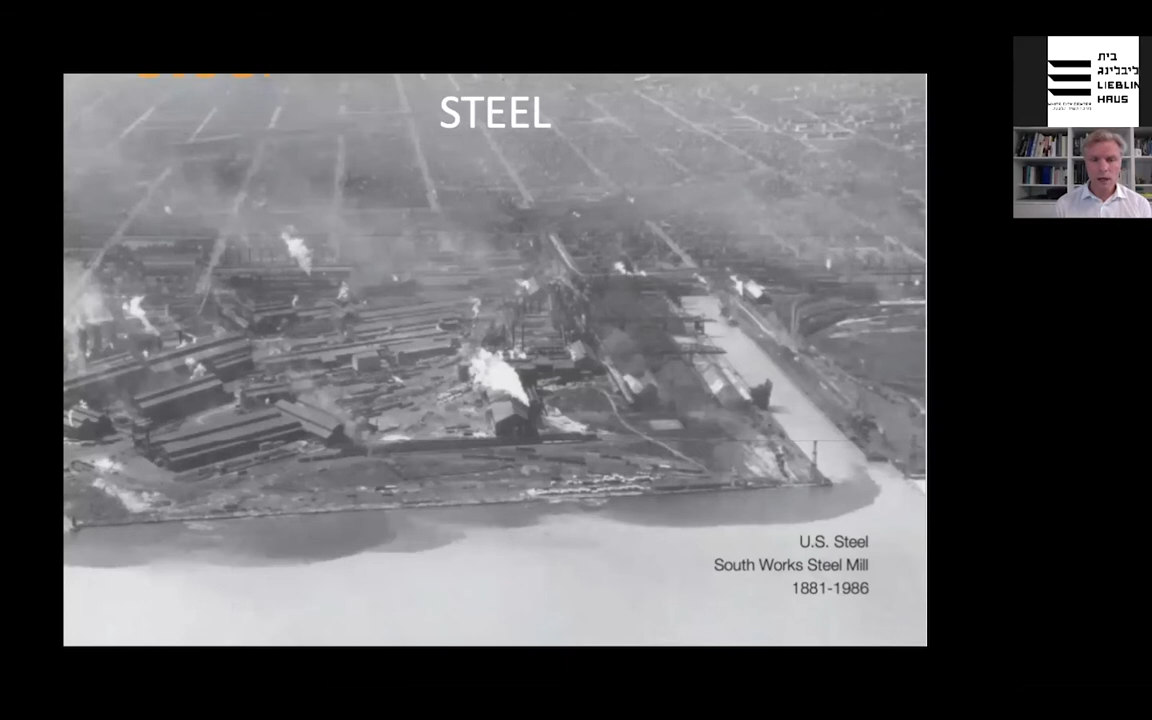 STEEL
U.S. Steel
South Works Steel Mill
1881-1986
בית
ליבלינג
LIEBLIN
HAUS